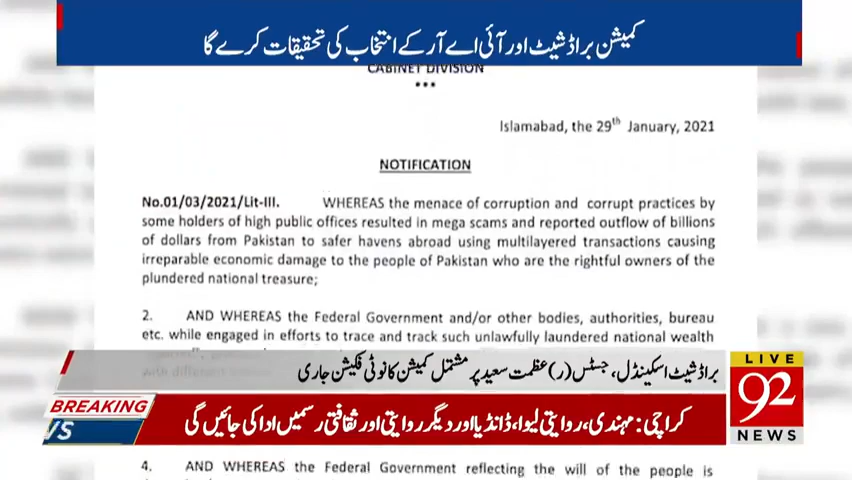 کمیشن براڈ شیٹ اور آئی اے آر کے انتخاب کی تحقیقات کرے گا
CABINET DIVISION
***
Islamabad, the 29th January, 2021
NOTIFICATION
No.01/03/2021/Lit-III. WHEREAS the menace of corruption and corrupt practices by
some holders of high public offices resulted in mega scams and reported outflow of billions
of dollars from Pakistan to safer havens abroad using multilayered transactions causing
irreparable economic damage to the people of Pakistan who are the rightful owners of the
plundered national treasure;
2. AND WHEREAS the Federal Government and/or other bodies, authorities, bureau
etc. while engaged in efforts to trace and track such unlawfully laundered national wealth
براڈ شیٹ اسکینڈل، جسٹس (ر) عظمت سعید پر مشتمل کمیشن کا نوٹی فکیشن جاری
LIVE
92
NEWS
BREAKING
WS
کراچی: مہندی، روایتی لیوا، ڈانڈیا اور دیگر روایتی اور ثقافتی رسمیں ادا کی جائیں گی
4. AND WHEREAS the Federal Government reflecting the will of the people is